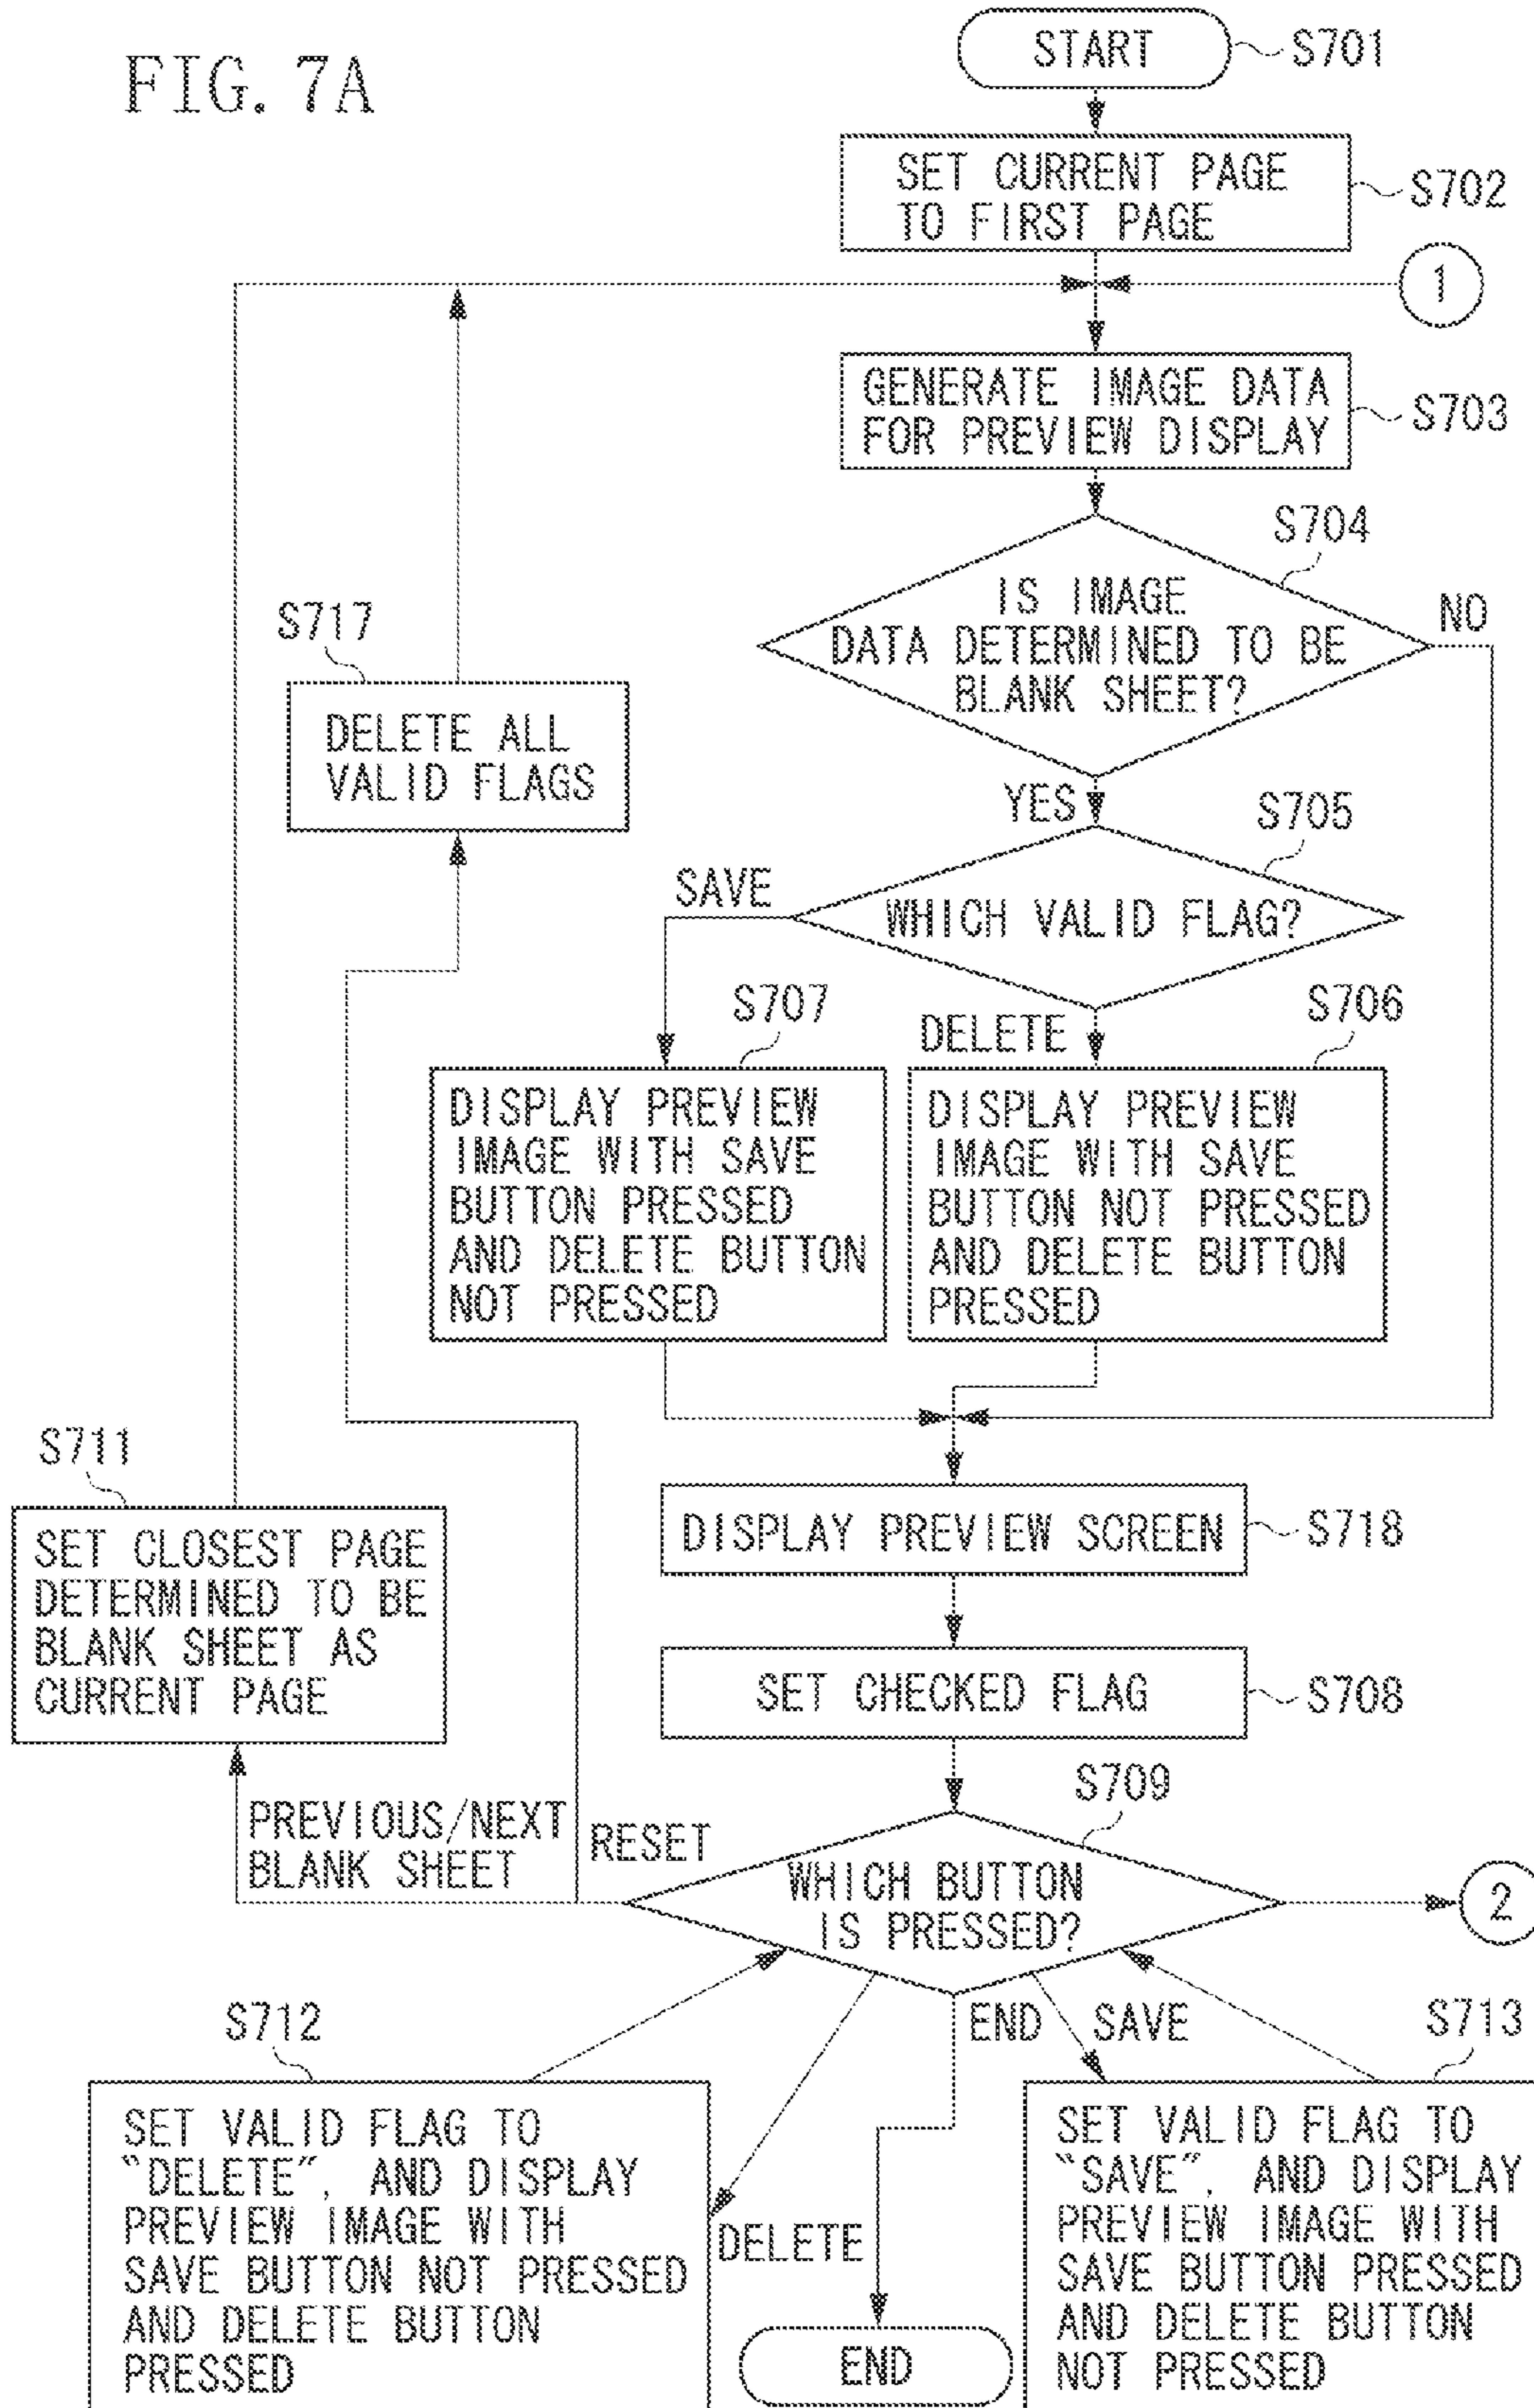 FIG. 7A
START
S701
SET CURRENT PAGE
TO FIRST PAGE
S702
1
GENERATE IMAGE DATA
FOR PREVIEW DISPLAY
S703
S704
IS IMAGE
DATA DETERMINED TO BE
BLANK SHEET?
NO
S717
DELETE ALL
VALID FLAGS
YES
S705
SAVE
WHICH VALID FLAG?
S707
DELETE
S706
DISPLAY PREVIEW
IMAGE WITH SAVE
BUTTON PRESSED
AND DELETE BUTTON
NOT PRESSED
DISPLAY PREVIEW
IMAGE WITH SAVE
BUTTON NOT PRESSED
AND DELETE BUTTON
PRESSED
S711
SET CLOSEST PAGE
DETERMINED TO BE
BLANK SHEET AS
CURRENT PAGE
DISPLAY PREVIEW SCREEN
S718
SET CHECKED FLAG
S708
S709
PREVIOUS/NEXT
BLANK SHEET
RESET
WHICH BUTTON
IS PRESSED?
2
S712
END
SAVE
S713
SET VALID FLAG TO
“DELETE”, AND DISPLAY
PREVIEW IMAGE WITH
SAVE BUTTON NOT PRESSED
AND DELETE BUTTON
PRESSED
DELETE
END
SET VALID FLAG TO
“SAVE”, AND DISPLAY
PREVIEW IMAGE WITH
SAVE BUTTON PRESSED
AND DELETE BUTTON
NOT PRESSED